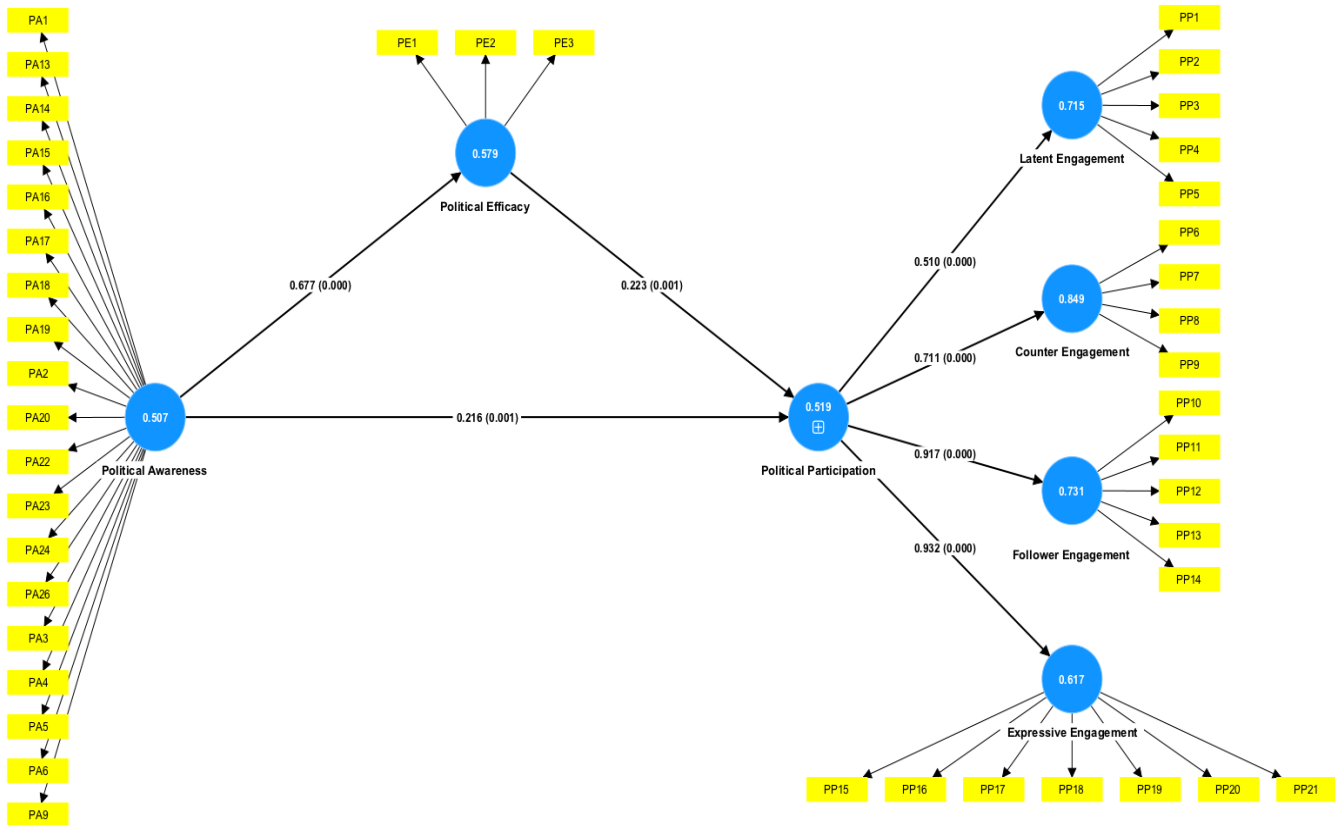 PA1
PA13
PA14
PA15
PA16
PA17
PA18
PA19
PA2
PA20
PA22
PA23
PA24
PA26
PA3
PA4
PA5
PA6
PA9
0.507
Political Awareness
PE1 PE2 PE3
0.579
Political Efficacy
0.677 (0.000)
0.223 (0.001)
0.216 (0.001)
0.519
Political Participation
0.510 (0.000)
0.711 (0.000)
0.917 (0.000)
0.932 (0.000)
0.715
Latent Engagement
PP1
PP2
PP3
PP4
PP5
0.849
Counter Engagement
PP6
PP7
PP8
PP9
0.731
Follower Engagement
PP10
PP11
PP12
PP13
PP14
0.617
Expressive Engagement
PP15 PP16 PP17 PP18 PP19 PP20 PP21